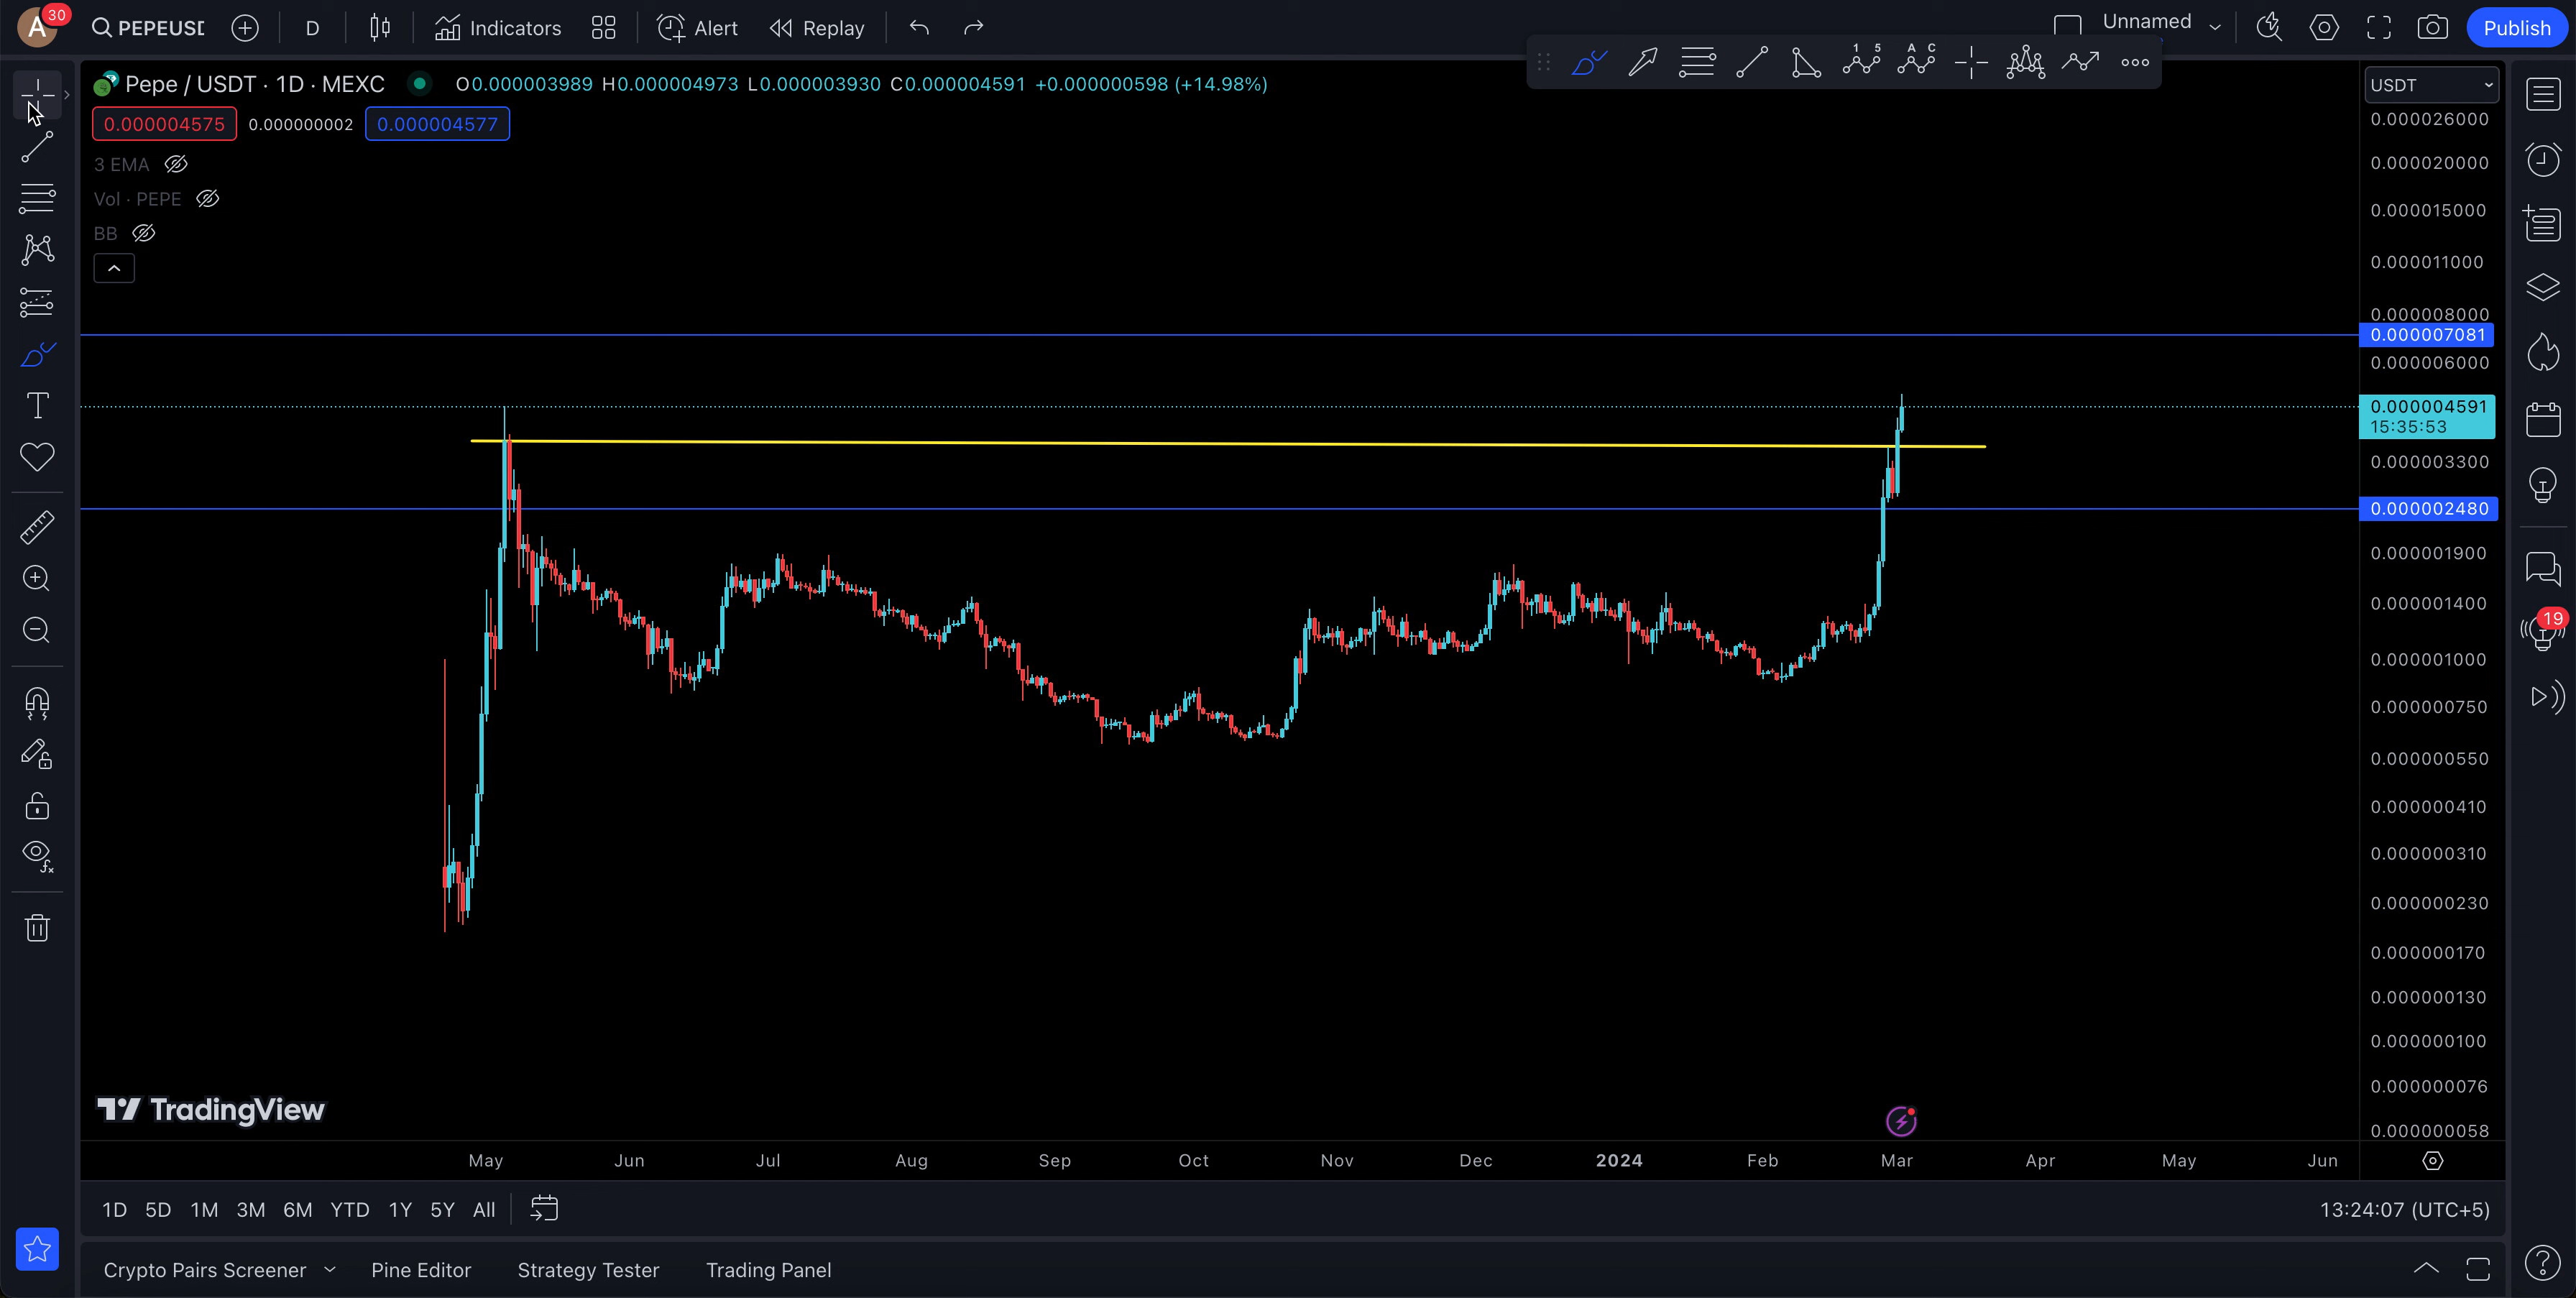 A 30 PEPEUSD D Indicators Alert Replay Unnamed Publish
Pepe / USDT · 1D · MEXC O0.000003989 H0.000004973 L0.000003930 C0.000004591 +0.000000598 (+14.98%)
0.000004575 0.000000002 0.000004577
3 EMA
Vol · PEPE
BB
1 5 A C
USDT
0.000026000
0.000020000
0.000015000
0.000011000
0.000008000
0.000007081
0.000006000
0.000004591
15:35:53
0.000003300
0.000002480
0.000001900
0.000001400
0.000001000
0.000000750
0.000000550
0.000000410
0.000000310
0.000000230
0.000000170
0.000000130
0.000000100
0.000000076
0.000000058
19
TradingView
May Jun Jul Aug Sep Oct Nov Dec 2024 Feb Mar Apr May Jun
1D 5D 1M 3M 6M YTD 1Y 5Y All 13:24:07 (UTC+5)
Crypto Pairs Screener Pine Editor Strategy Tester Trading Panel